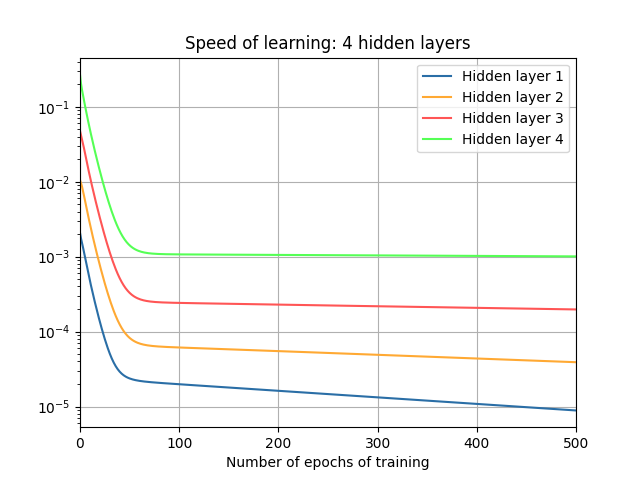 Speed of learning: 4 hidden layers
Hidden layer 1
Hidden layer 2
Hidden layer 3
Hidden layer 4
10⁻¹
10⁻²
10⁻³
10⁻⁴
10⁻⁵
0 100 200 300 400 500
Number of epochs of training